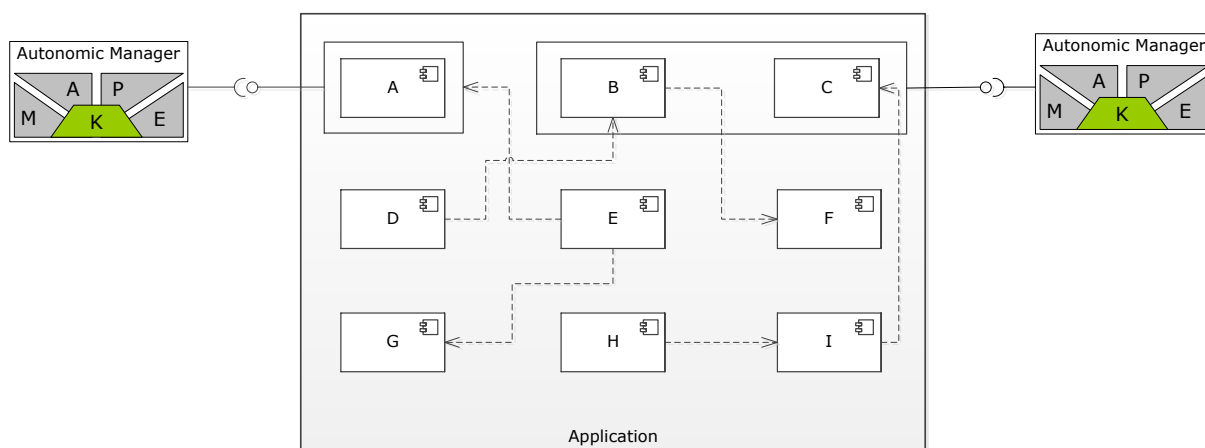 Autonomic Manager
A P
M K E
A B C
D E F
G H I
Application
Autonomic Manager
A P
M K E